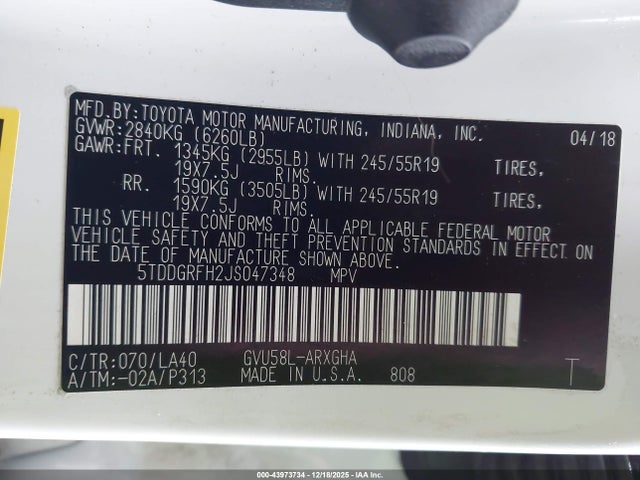 MFD.BY:TOYOTA MOTOR MANUFACTURING, INDIANA, INC. 04/18
GVWR:2840KG (6260LB)
GAWR:FRT. 1345KG (2955LB) WITH 245/55R19 TIRES,
19X7.5J RIMS.
RR. 1590KG (3505LB) WITH 245/55R19 TIRES,
19X7.5J RIMS.
THIS VEHICLE CONFORMS TO ALL APPLICABLE FEDERAL MOTOR
VEHICLE SAFETY AND THEFT PREVENTION STANDARDS IN EFFECT ON
THE DATE OF MANUFACTURE SHOWN ABOVE.
5TDDGRFH2JS047348 MPV
C/TR:070/LA40 GVU58L-ARXGHA
A/TM:-02A/P313 MADE IN U.S.A. 808 T
000-43973734 | 12/18/2025 - IAA Corp.